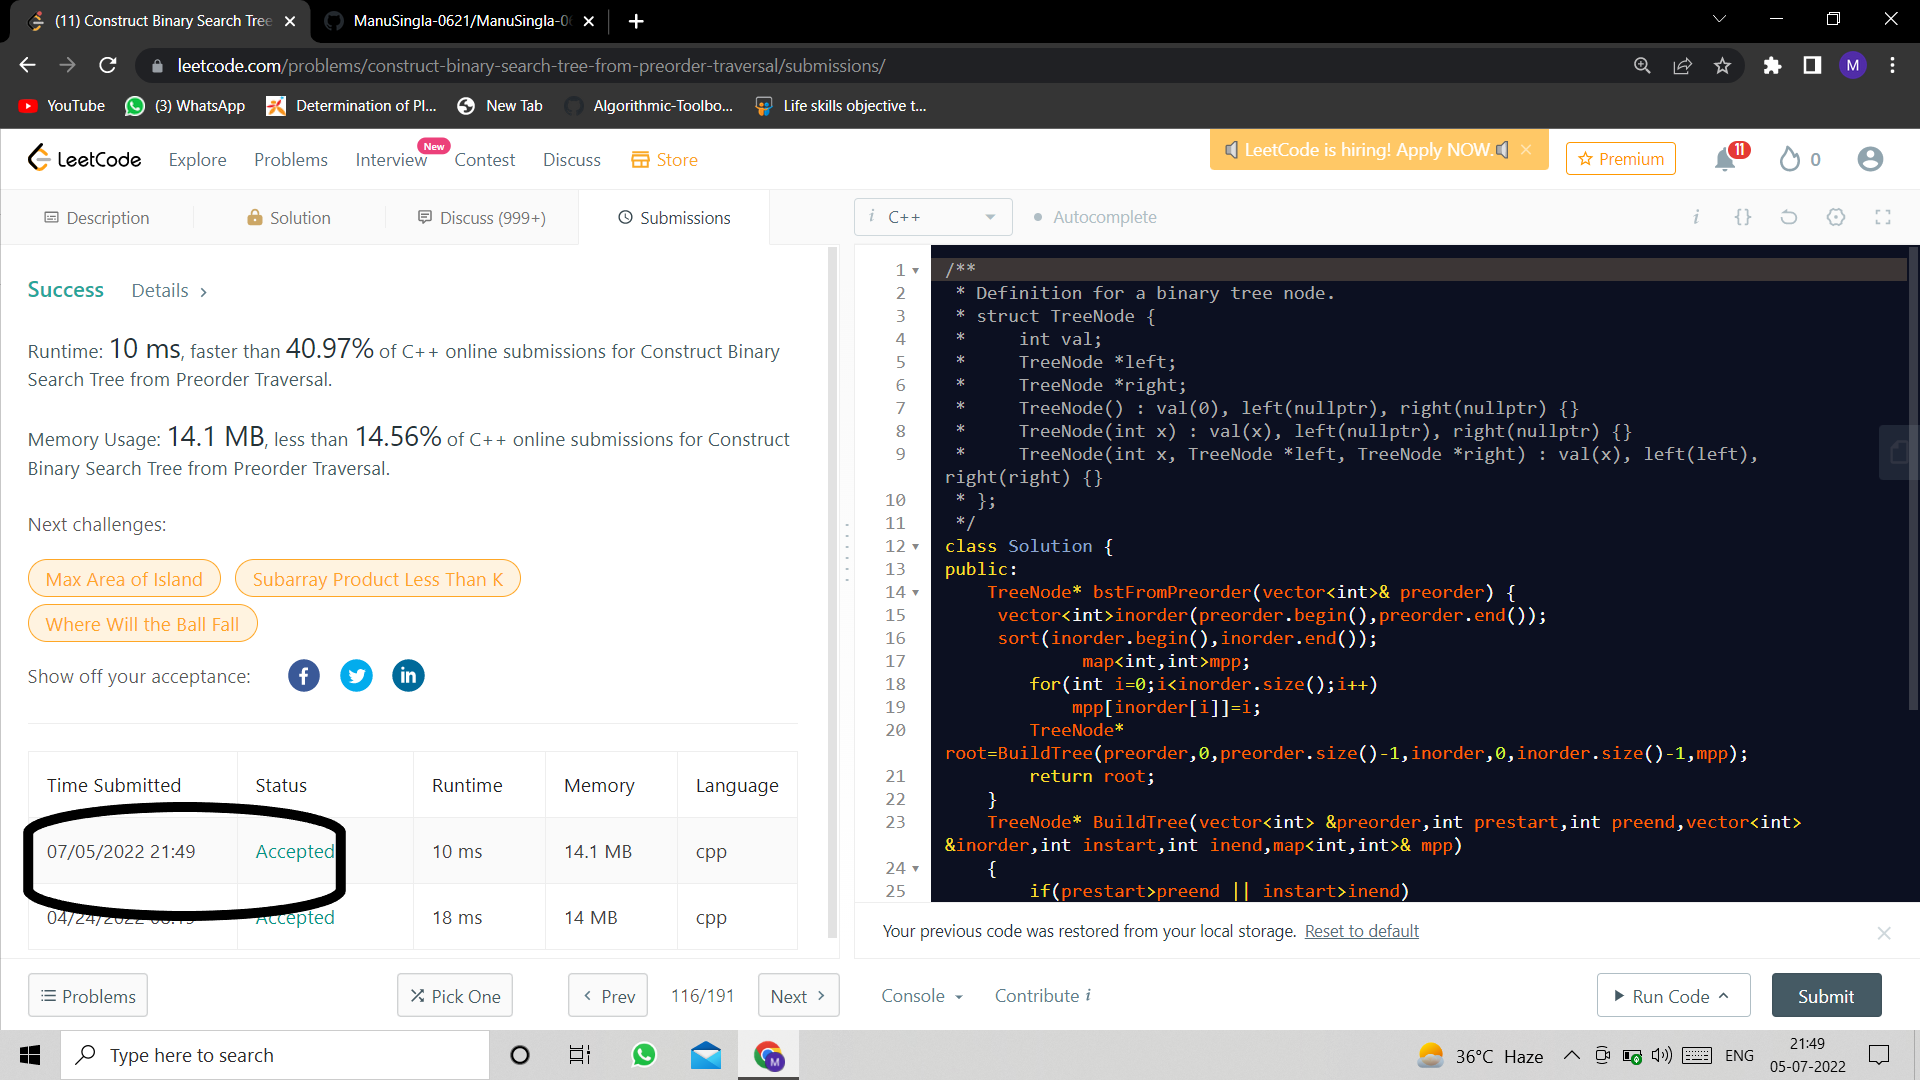 (11) Construct Binary Search Tree
ManuSingla-0621/ManuSingla-06
leetcode.com/problems/construct-binary-search-tree-from-preorder-traversal/submissions/
M
YouTube
(3) WhatsApp
Determination of Pl...
New Tab
Algorithmic-Toolbo...
Life skills objective t...
LeetCode
Explore
Problems
Interview
New
Contest
Discuss
Store
LeetCode is hiring! Apply NOW.
Premium
11
0
Description
Solution
Discuss (999+)
Submissions
i C++
Autocomplete
i {}
Success
Details >
Runtime: 10 ms, faster than 40.97% of C++ online submissions for Construct Binary
Search Tree from Preorder Traversal.
Memory Usage: 14.1 MB, less than 14.56% of C++ online submissions for Construct
Binary Search Tree from Preorder Traversal.
Next challenges:
Max Area of Island
Subarray Product Less Than K
Where Will the Ball Fall
Show off your acceptance:
Time Submitted Status Runtime Memory Language
07/05/2022 21:49 Accepted 10 ms 14.1 MB cpp
04/24/2022 Accepted 18 ms 14 MB cpp
1 /**
2 * Definition for a binary tree node.
3 * struct TreeNode {
4 *     int val;
5 *     TreeNode *left;
6 *     TreeNode *right;
7 *     TreeNode() : val(0), left(nullptr), right(nullptr) {}
8 *     TreeNode(int x) : val(x), left(nullptr), right(nullptr) {}
9 *     TreeNode(int x, TreeNode *left, TreeNode *right) : val(x), left(left),
right(right) {}
10 * };
11 */
12 class Solution {
13 public:
14 TreeNode* bstFromPreorder(vector<int>& preorder) {
15 vector<int>inorder(preorder.begin(),preorder.end());
16 sort(inorder.begin(),inorder.end());
17 map<int,int>mpp;
18 for(int i=0;i<inorder.size();i++)
19 mpp[inorder[i]]=i;
20 TreeNode*
root=BuildTree(preorder,0,preorder.size()-1,inorder,0,inorder.size()-1,mpp);
21 return root;
22 }
23 TreeNode* BuildTree(vector<int> &preorder,int prestart,int preend,vector<int>
&inorder,int instart,int inend,map<int,int>& mpp)
24 {
25 if(prestart>preend || instart>inend)
Your previous code was restored from your local storage. Reset to default
Problems
Pick One
Prev
116/191
Next
Console
Contribute i
Run Code
Submit
Type here to search
M
36°C Haze
ENG
21:49
05-07-2022